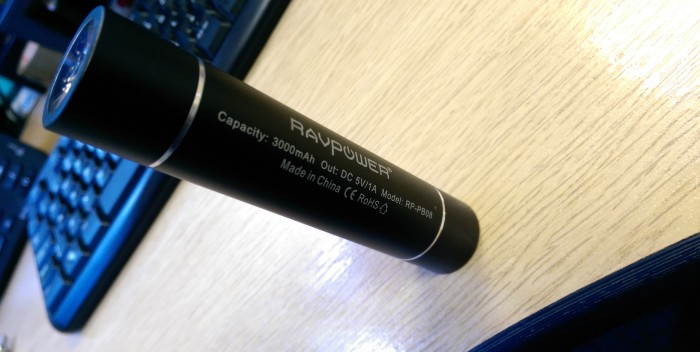 RAVPOWER®
Capacity: 3000mAh Out: DC 5V/1A Model: RP-PB08
Made in China CE RoHS